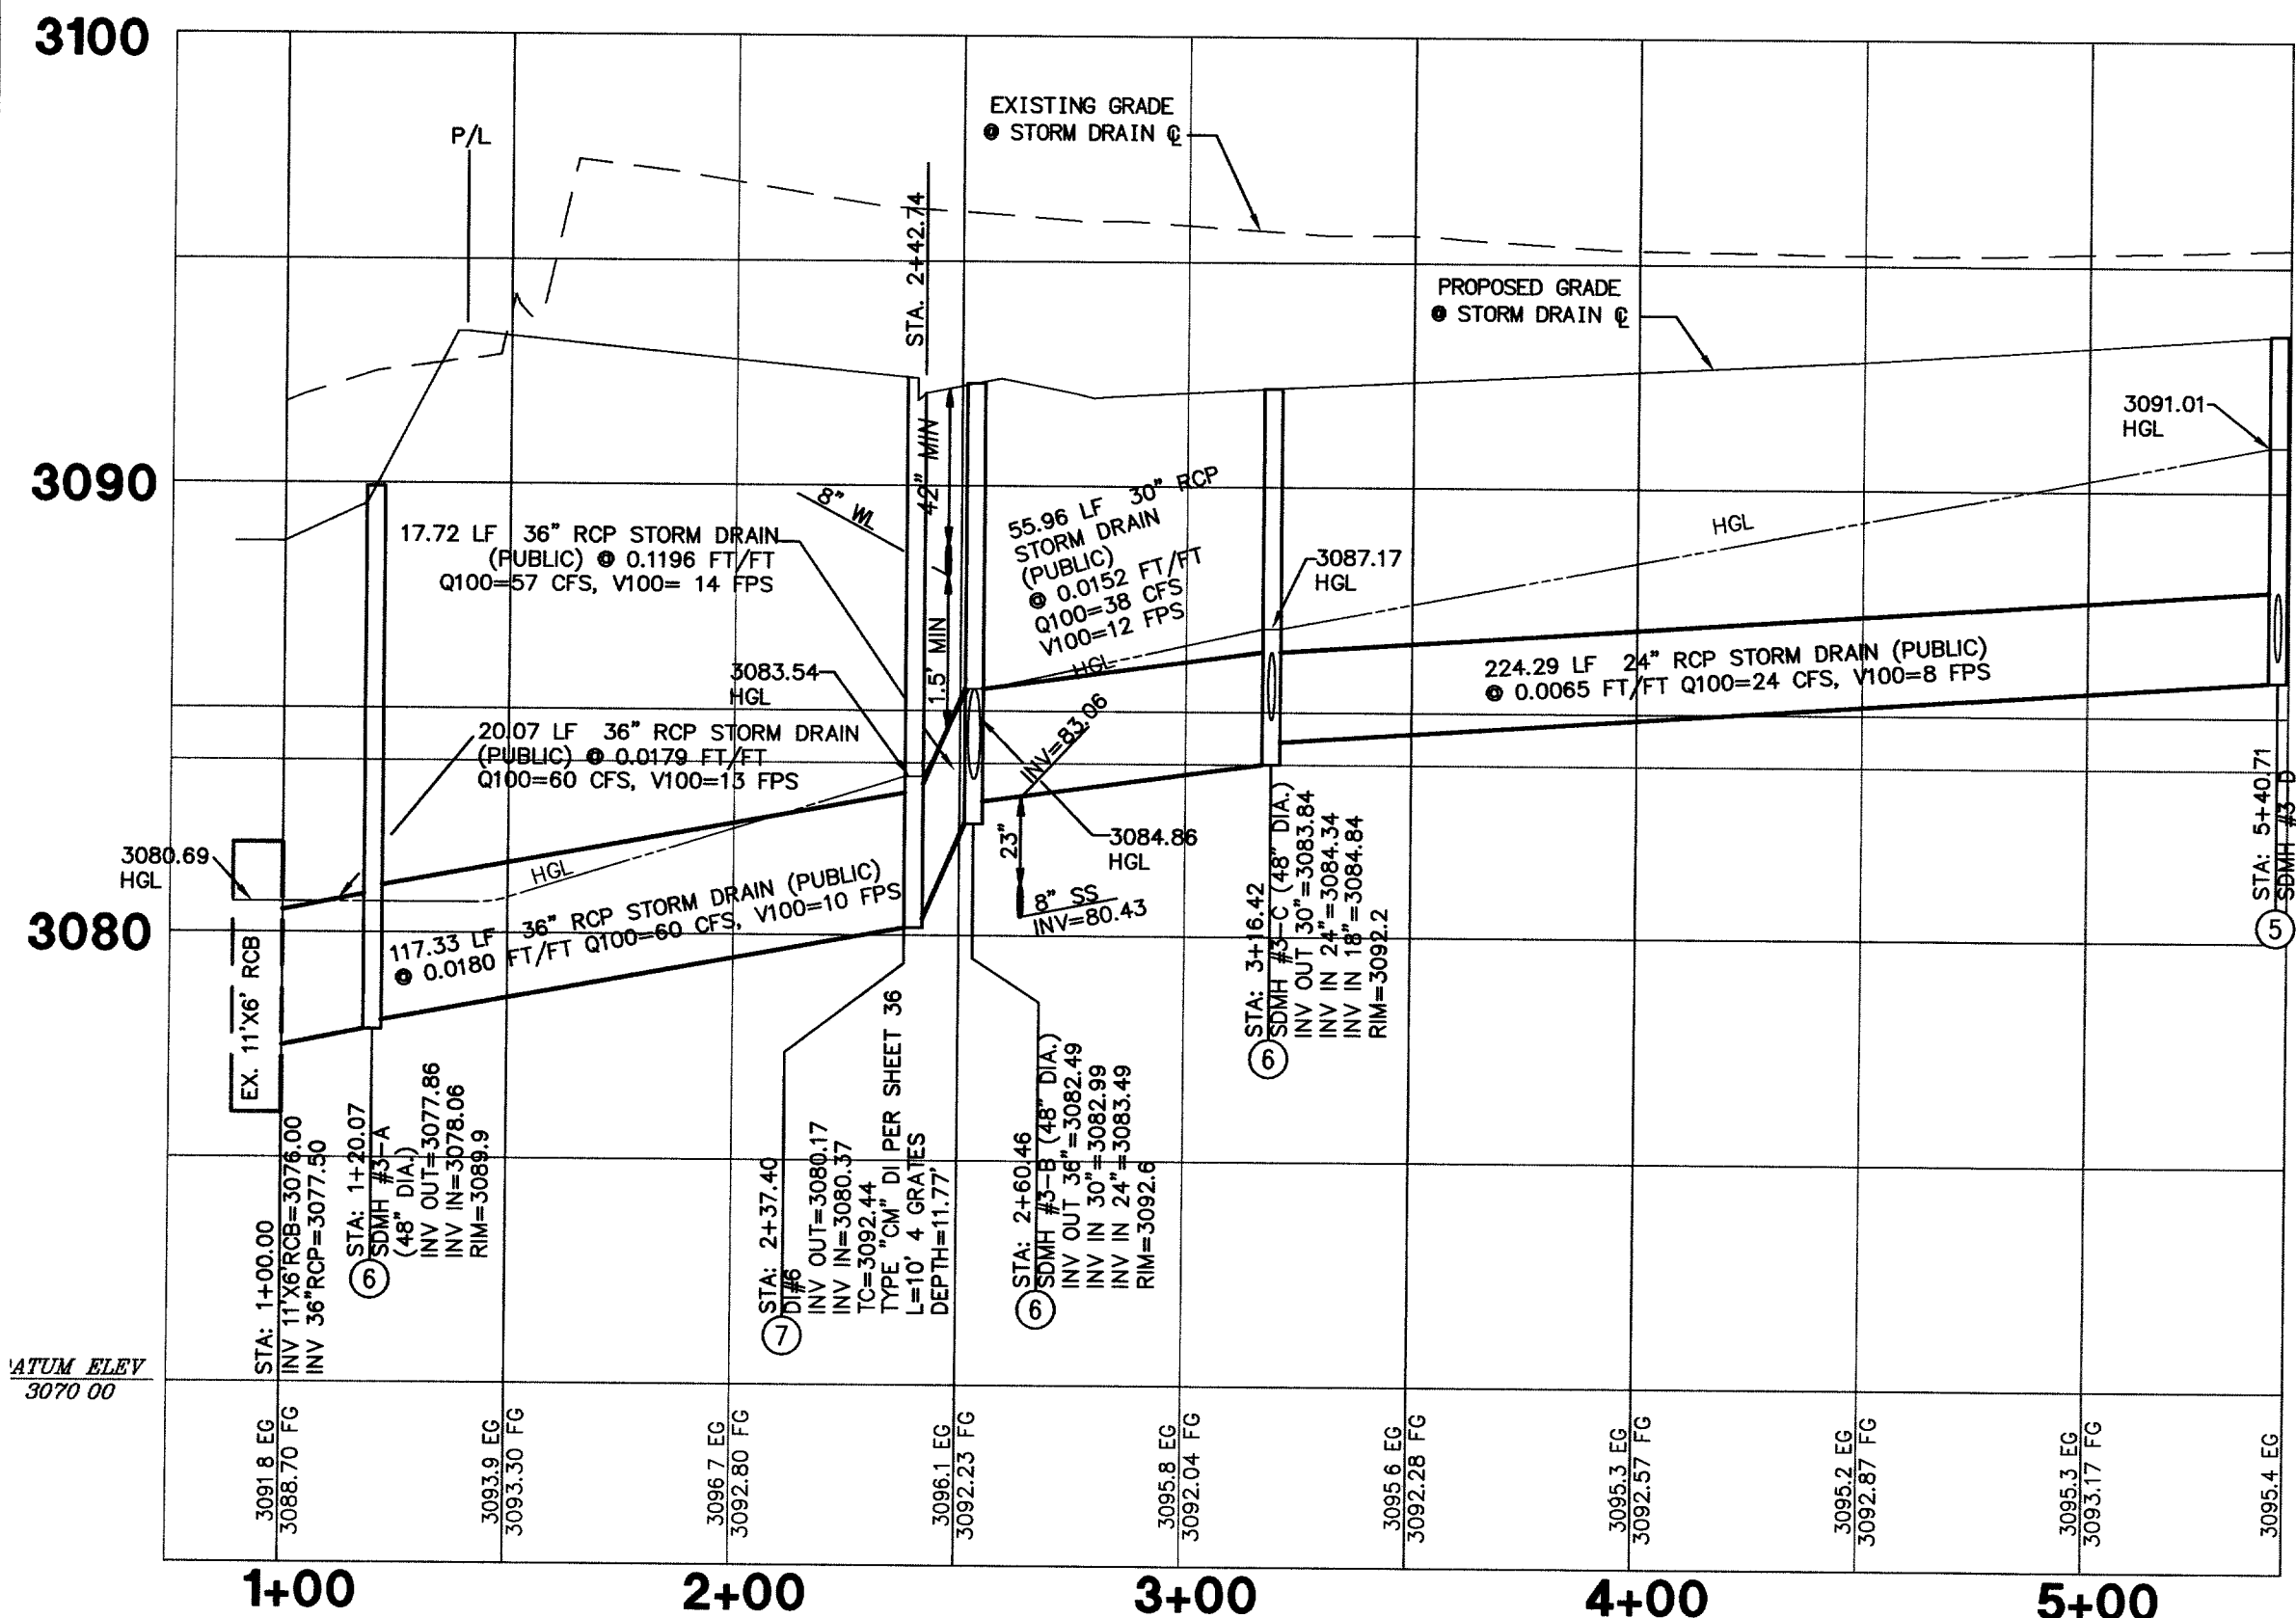 3100
3090
3080
EXISTING GRADE
@ STORM DRAIN ℄
P/L
STA. 2+42.74
PROPOSED GRADE
@ STORM DRAIN ℄
3091.01
HGL
HGL
8" WL
42" MIN
1.5' MIN
17.72 LF 36" RCP STORM DRAIN
(PUBLIC) @ 0.1196 FT/FT
Q100=57 CFS, V100= 14 FPS
55.96 LF 30" RCP
STORM DRAIN
(PUBLIC)
@ 0.0152 FT/FT
Q100=38 CFS
V100=12 FPS
HGL
3087.17
HGL
3083.54
HGL
224.29 LF 24" RCP STORM DRAIN (PUBLIC)
@ 0.0065 FT/FT Q100=24 CFS, V100=8 FPS
20.07 LF 36" RCP STORM DRAIN
(PUBLIC) @ 0.0179 FT/FT
Q100=60 CFS, V100=13 FPS
INV=83.06
3084.86
HGL
23"
8" SS
INV=80.43
3080.69
HGL
HGL
117.33 LF 36" RCP STORM DRAIN (PUBLIC)
@ 0.0180 FT/FT Q100=60 CFS, V100=10 FPS
EX. 11'X6' RCB
STA: 1+00.00
INV 11'X6'RCB=3076.00
INV 36"RCP=3077.50
STA: 1+20.07
SDMH #3-A
(48" DIA.)
INV OUT=3077.86
INV IN=3078.06
RIM=3089.9
6
STA: 2+37.40
DI#6
INV OUT=3080.17
INV IN=3080.37
TC=3092.44
TYPE "CM" DI PER SHEET 36
L=10' 4 GRATES
DEPTH=11.77'
7
STA: 2+60.46
SDMH #3-B (48" DIA.)
INV OUT 36"=3082.49
INV IN 30"=3082.99
INV IN 24"=3083.49
RIM=3092.6
6
STA: 3+16.42
SDMH #3-C (48" DIA.)
INV OUT 30"=3083.84
INV IN 24"=3084.34
INV IN 18"=3084.84
RIM=3092.2
6
STA: 5+40.71
SDMH #3-D
5
ATUM ELEV
3070 00
3091 8 EG
3088.70 FG
3093.9 EG
3093.30 FG
3096 7 EG
3092.80 FG
3096.1 EG
3092.23 FG
3095.8 EG
3092.04 FG
3095.6 EG
3092.28 FG
3095.3 EG
3092.57 FG
3095.2 EG
3092.87 FG
3095.3 EG
3093.17 FG
3095.4 EG
1+00
2+00
3+00
4+00
5+00